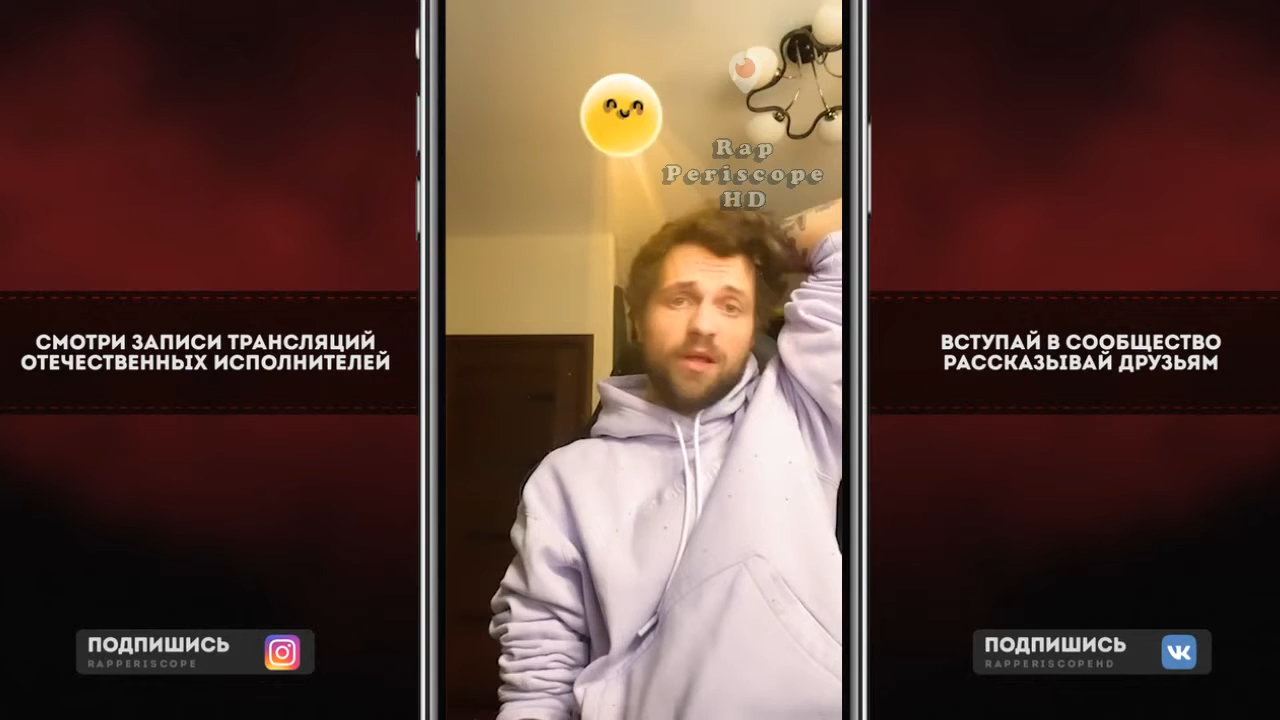 Rap
Periscope
HD
СМОТРИ ЗАПИСИ ТРАНСЛЯЦИЙ
ОТЕЧЕСТВЕННЫХ ИСПОЛНИТЕЛЕЙ
ВСТУПАЙ В СООБЩЕСТВО
РАССКАЗЫВАЙ ДРУЗЬЯМ
ПОДПИШИСЬ
RAPPERISCOPE
ПОДПИШИСЬ
RAPPERISCOPEHD